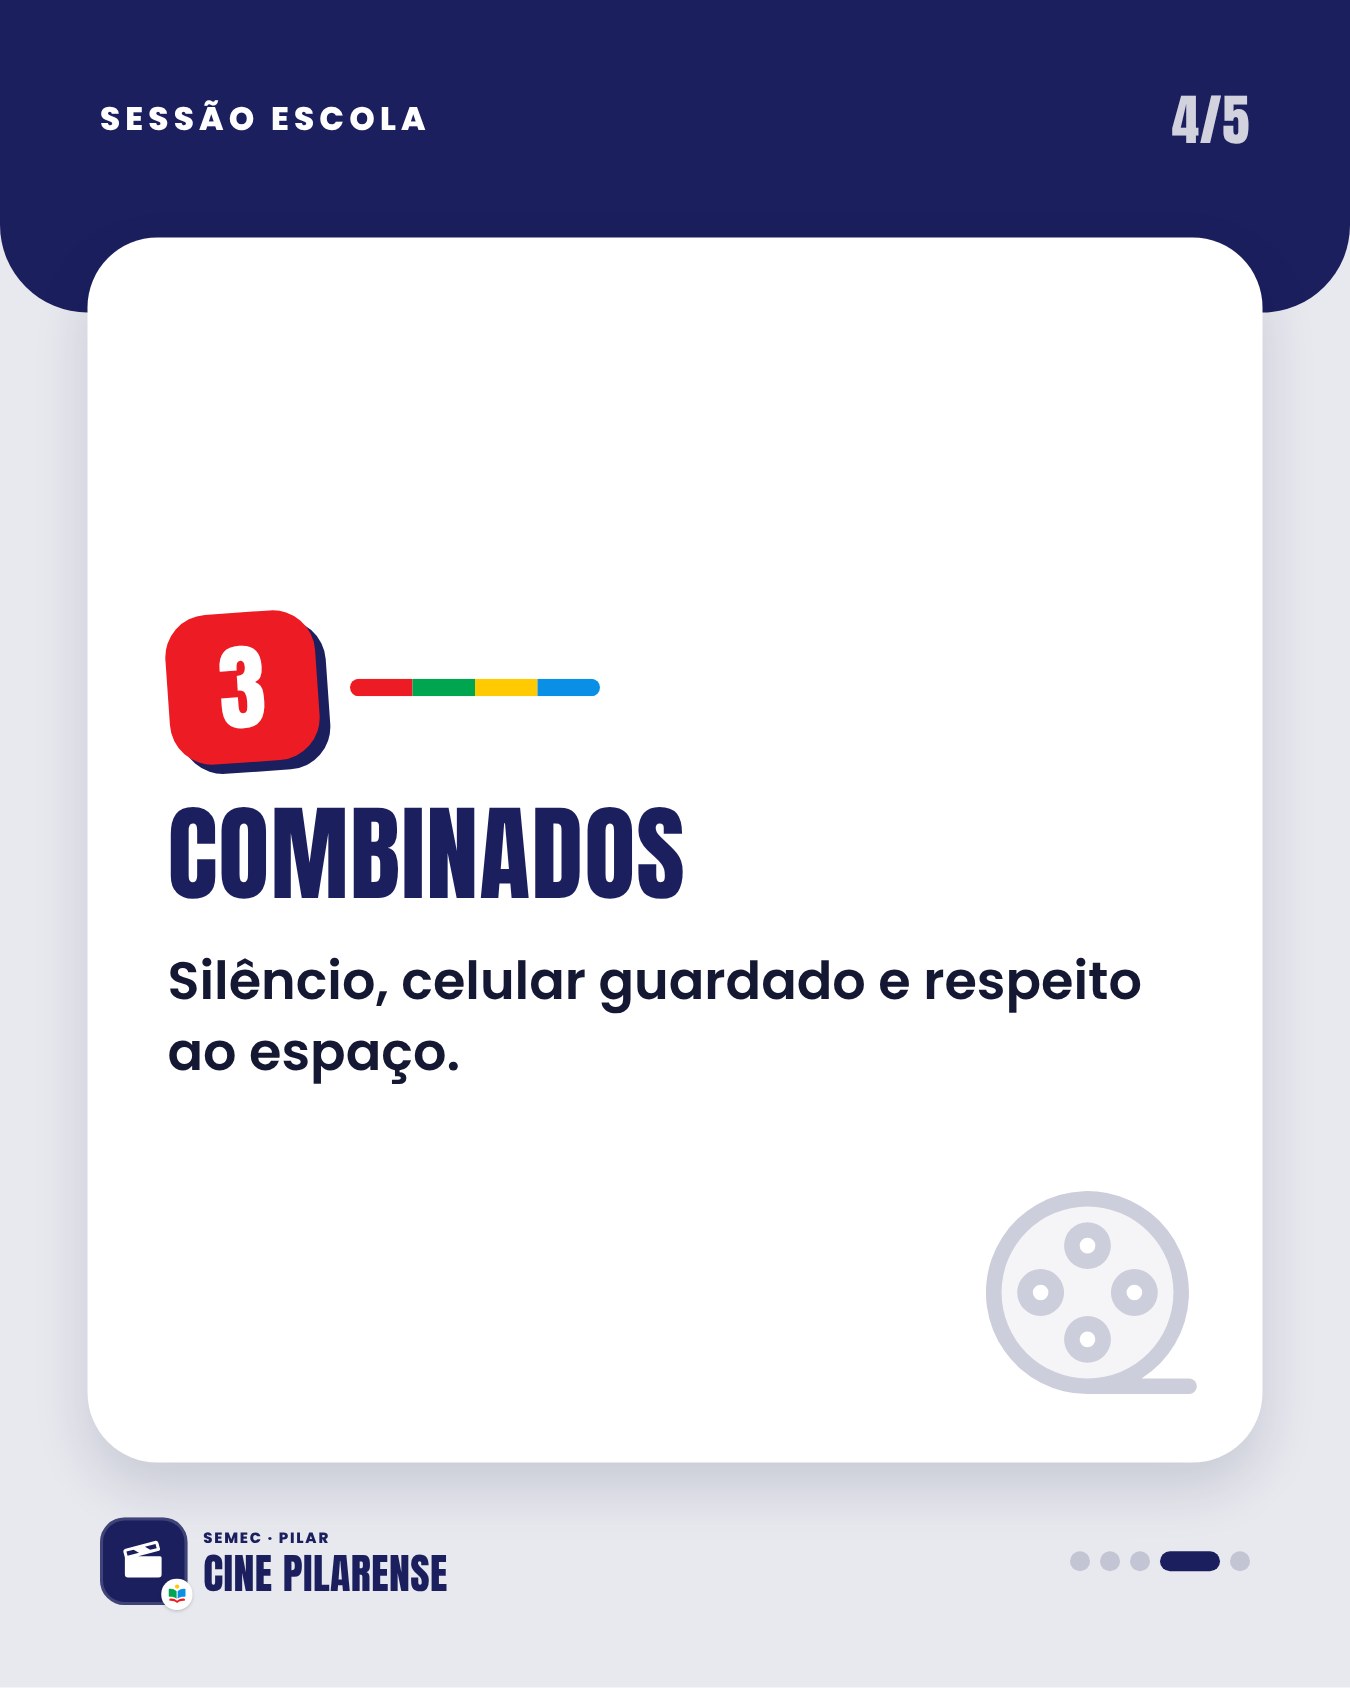 SESSÃO ESCOLA
4/5
3
COMBINADOS
Silêncio, celular guardado e respeito
ao espaço.
SEMEC · PILAR
CINE PILARENSE